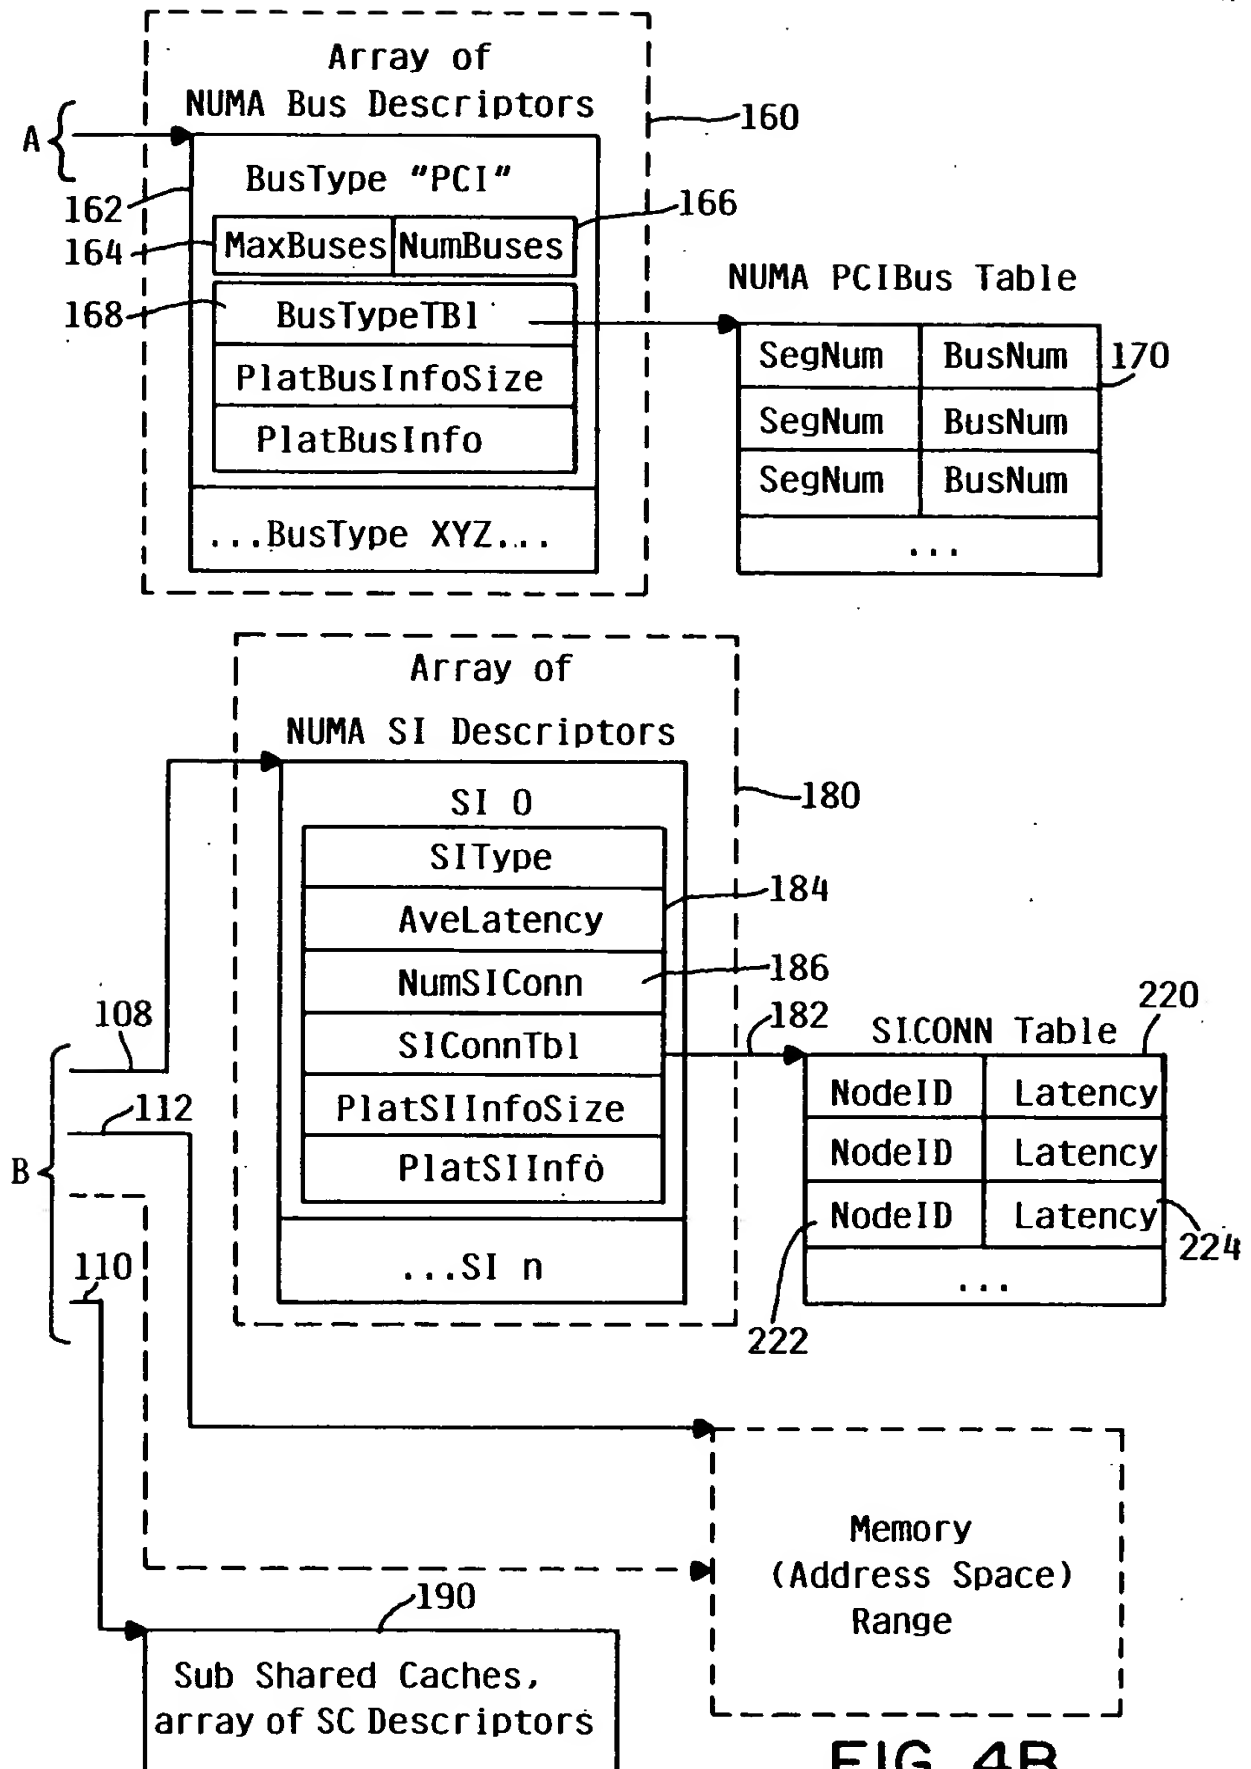 Array of
NUMA Bus Descriptors
160
A
BusType "PCI"
162
166
164
MaxBuses NumBuses
NUMA PCIBus Table
168
BusTypeTBl
SegNum BusNum
170
PlatBusInfoSize
SegNum BusNum
PlatBusInfo
SegNum BusNum
...BusType XYZ...
...
Array of
NUMA SI Descriptors
180
SI 0
SIType
184
AveLatency
186
NumSIConn
220
108
182
SICONN Table
SIConnTbl
NodeID Latency
112
PlatSIInfoSize
NodeID Latency
B
PlatSIInfo
NodeID Latency
224
110
...SI n
...
222
Memory
(Address Space)
Range
190
Sub Shared Caches,
array of SC Descriptors
FIG. 4B